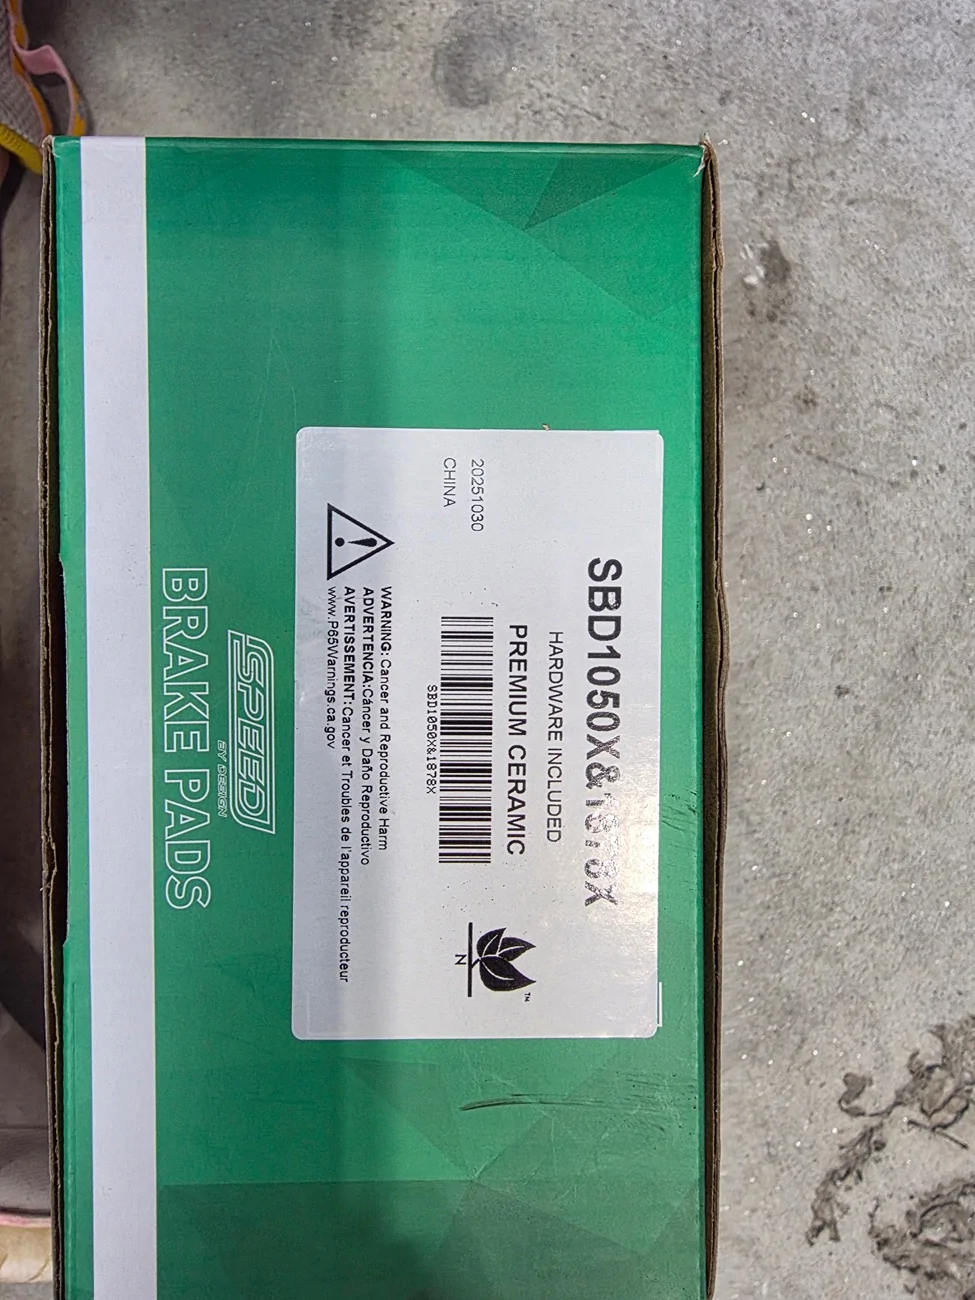 SBD1050X&1878X
HARDWARE INCLUDED
PREMIUM CERAMIC
SBD1050X&1878X
20251030
CHINA
N
TM
WARNING: Cancer and Reproductive Harm
ADVERTENCIA:Cáncer y Daño Reproductivo
AVERTISSEMENT:Cancer et Troubles de l'appareil reproducteur
www.P65Warnings.ca.gov
SPEED
BY DESIGN
BRAKE PADS